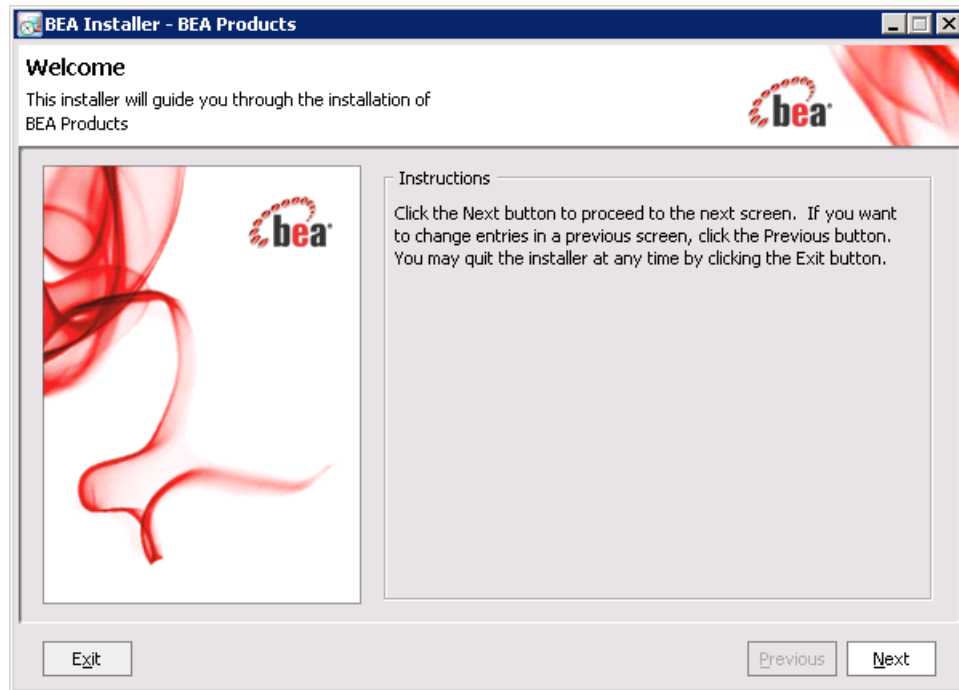 BEA Installer - BEA Products
Welcome
This installer will guide you through the installation of
BEA Products
bea
bea
Instructions
Click the Next button to proceed to the next screen. If you want
to change entries in a previous screen, click the Previous button.
You may quit the installer at any time by clicking the Exit button.
Exit
Previous
Next